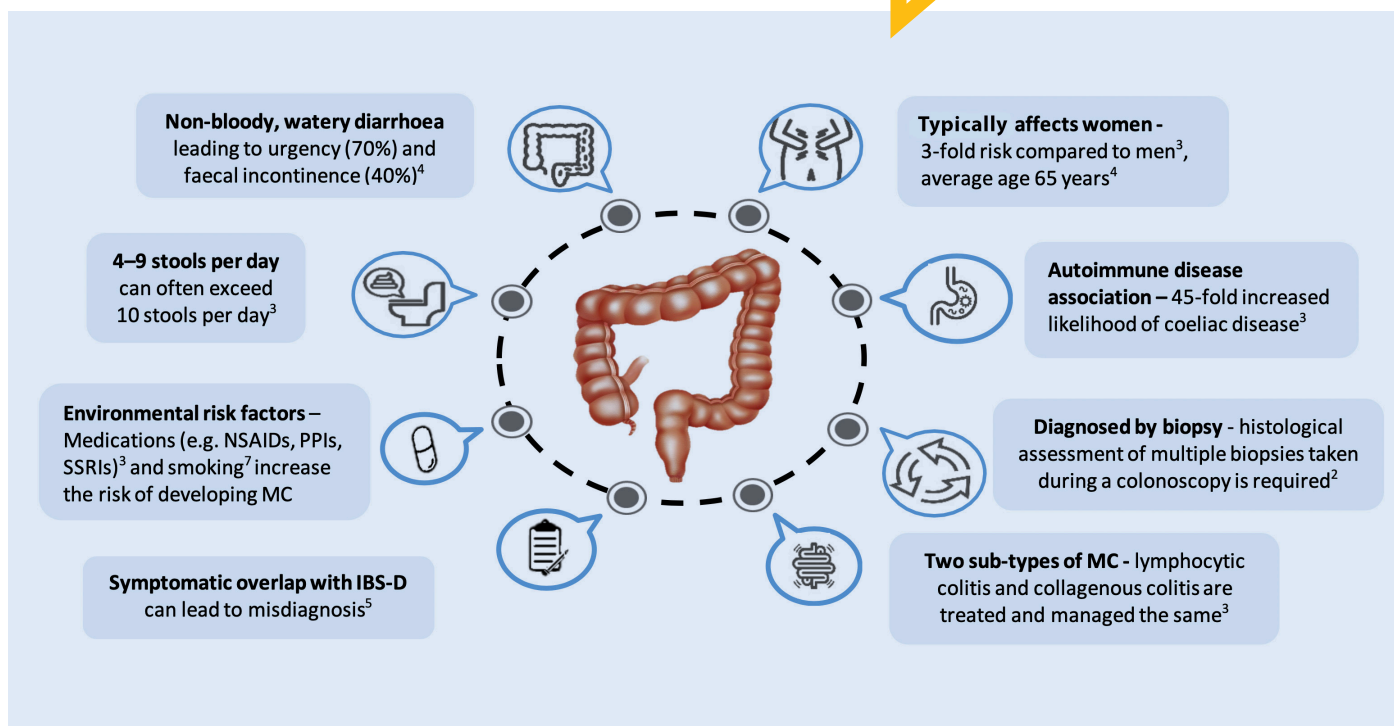 Non-bloody, watery diarrhoea
leading to urgency (70%) and
faecal incontinence (40%)⁴
Typically affects women -
3-fold risk compared to men³,
average age 65 years⁴
4–9 stools per day
can often exceed
10 stools per day³
Autoimmune disease
association – 45-fold increased
likelihood of coeliac disease³
Environmental risk factors –
Medications (e.g. NSAIDs, PPIs,
SSRIs)³ and smoking⁷ increase
the risk of developing MC
Diagnosed by biopsy - histological
assessment of multiple biopsies taken
during a colonoscopy is required²
Symptomatic overlap with IBS-D
can lead to misdiagnosis⁵
Two sub-types of MC - lymphocytic
colitis and collagenous colitis are
treated and managed the same³